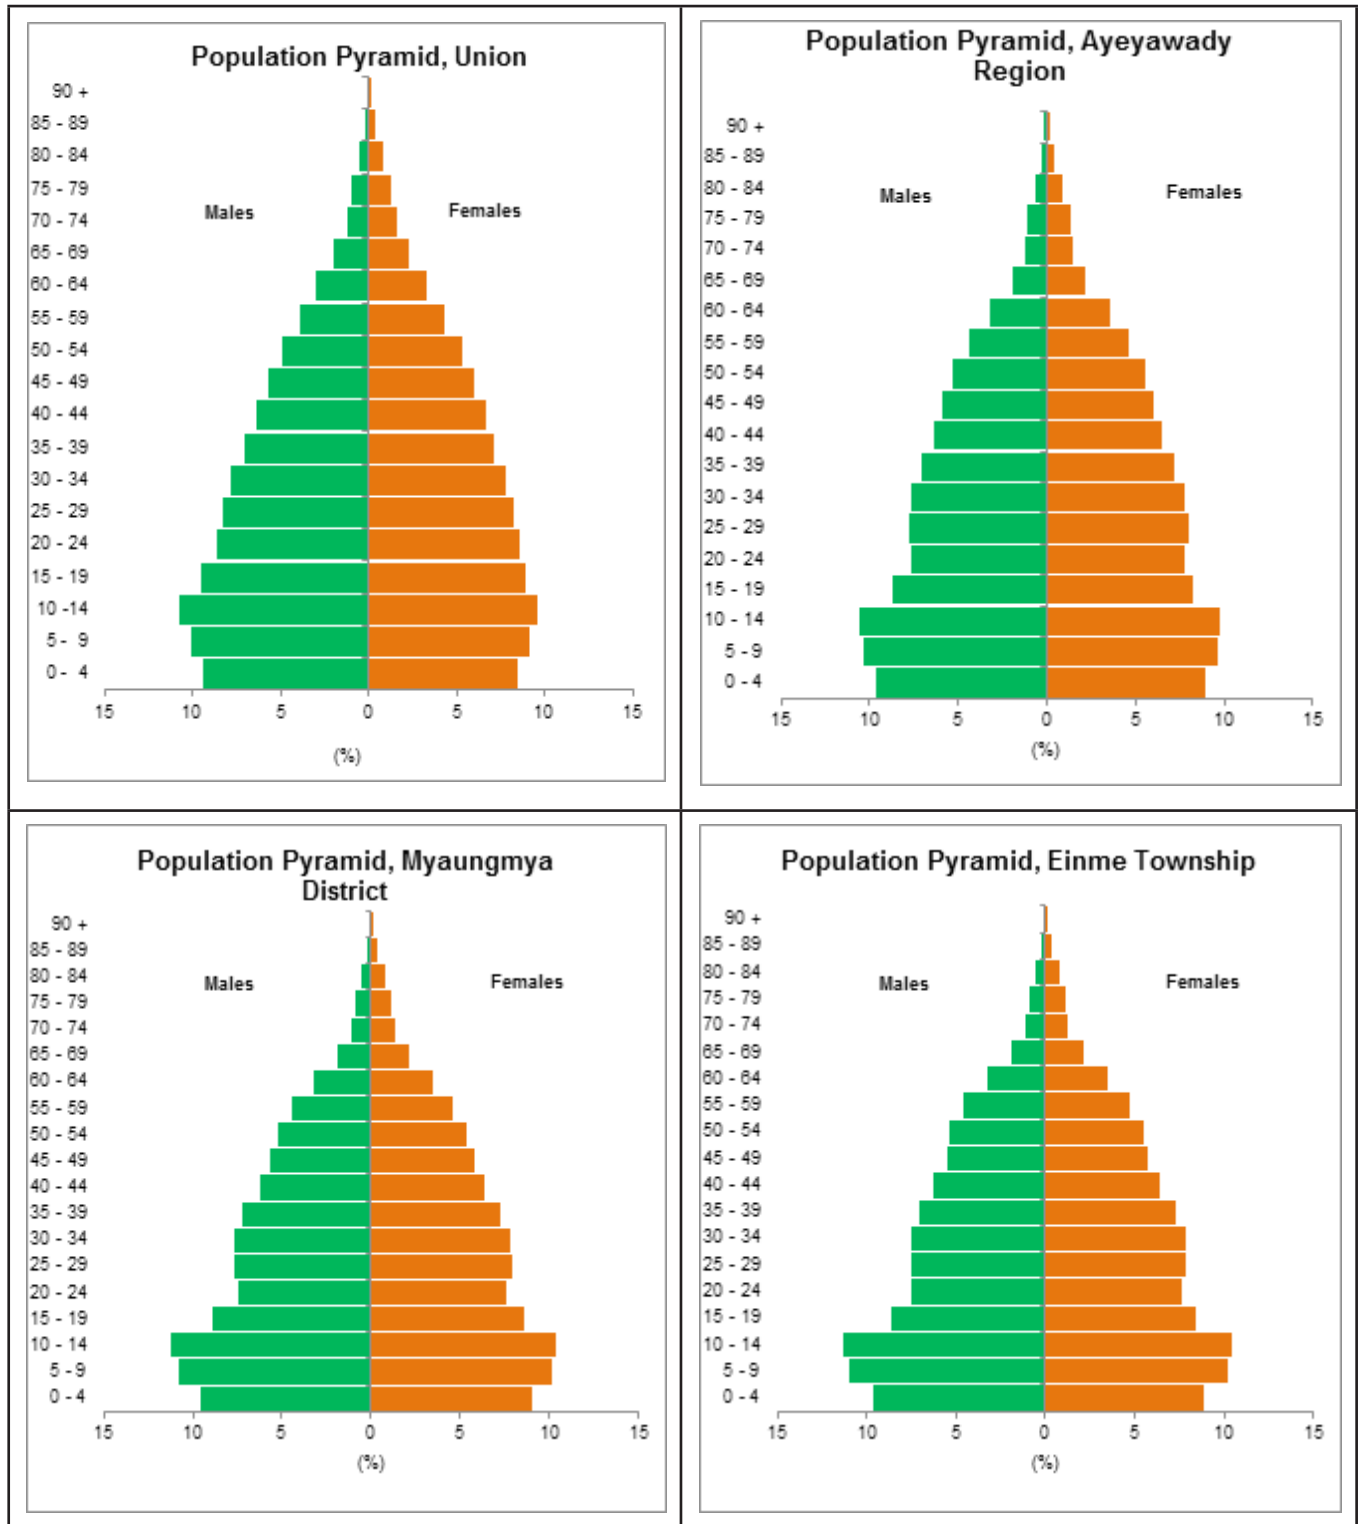 Population Pyramid, Union
90 +
85 - 89
80 - 84
75 - 79
70 - 74
65 - 69
60 - 64
55 - 59
50 - 54
45 - 49
40 - 44
35 - 39
30 - 34
25 - 29
20 - 24
15 - 19
10 -14
5 - 9
0 - 4
Males
Females
15 10 5 0 5 10 15
(%)
Population Pyramid, Ayeyawady
Region
90 +
85 - 89
80 - 84
75 - 79
70 - 74
65 - 69
60 - 64
55 - 59
50 - 54
45 - 49
40 - 44
35 - 39
30 - 34
25 - 29
20 - 24
15 - 19
10 - 14
5 - 9
0 - 4
Males
Females
15 10 5 0 5 10 15
(%)
Population Pyramid, Myaungmya
District
90 +
85 - 89
80 - 84
75 - 79
70 - 74
65 - 69
60 - 64
55 - 59
50 - 54
45 - 49
40 - 44
35 - 39
30 - 34
25 - 29
20 - 24
15 - 19
10 - 14
5 - 9
0 - 4
Males
Females
15 10 5 0 5 10 15
(%)
Population Pyramid, Einme Township
90 +
85 - 89
80 - 84
75 - 79
70 - 74
65 - 69
60 - 64
55 - 59
50 - 54
45 - 49
40 - 44
35 - 39
30 - 34
25 - 29
20 - 24
15 - 19
10 - 14
5 - 9
0 - 4
Males
Females
15 10 5 0 5 10 15
(%)